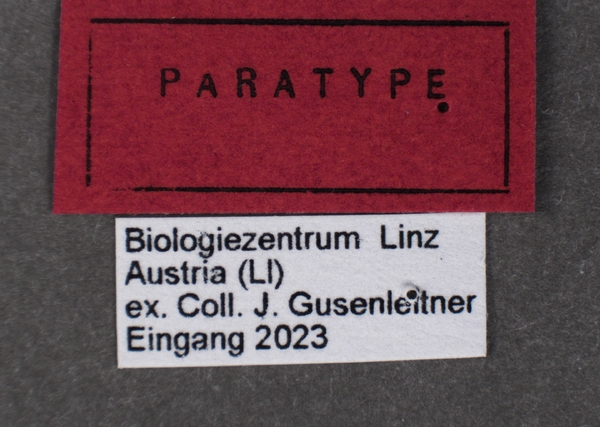 PARATYPE
Biologiezentrum Linz
Austria (LI)
ex. Coll. J. Gusenleitner
Eingang 2023